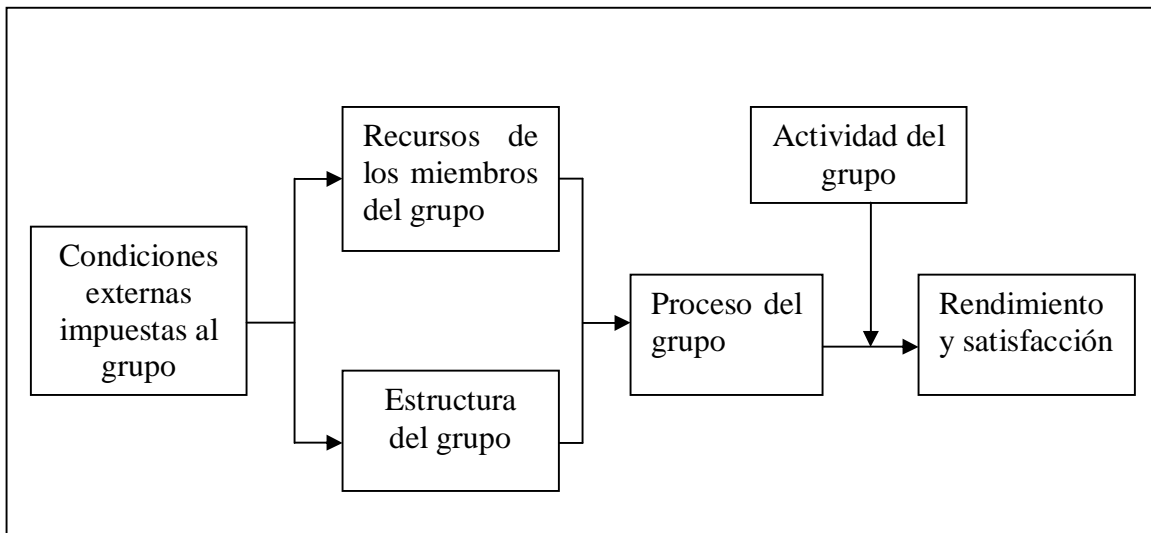 Condiciones
externas
impuestas al
grupo
Recursos de
los miembros
del grupo
Estructura
del grupo
Proceso del
grupo
Actividad del
grupo
Rendimiento
y satisfacción